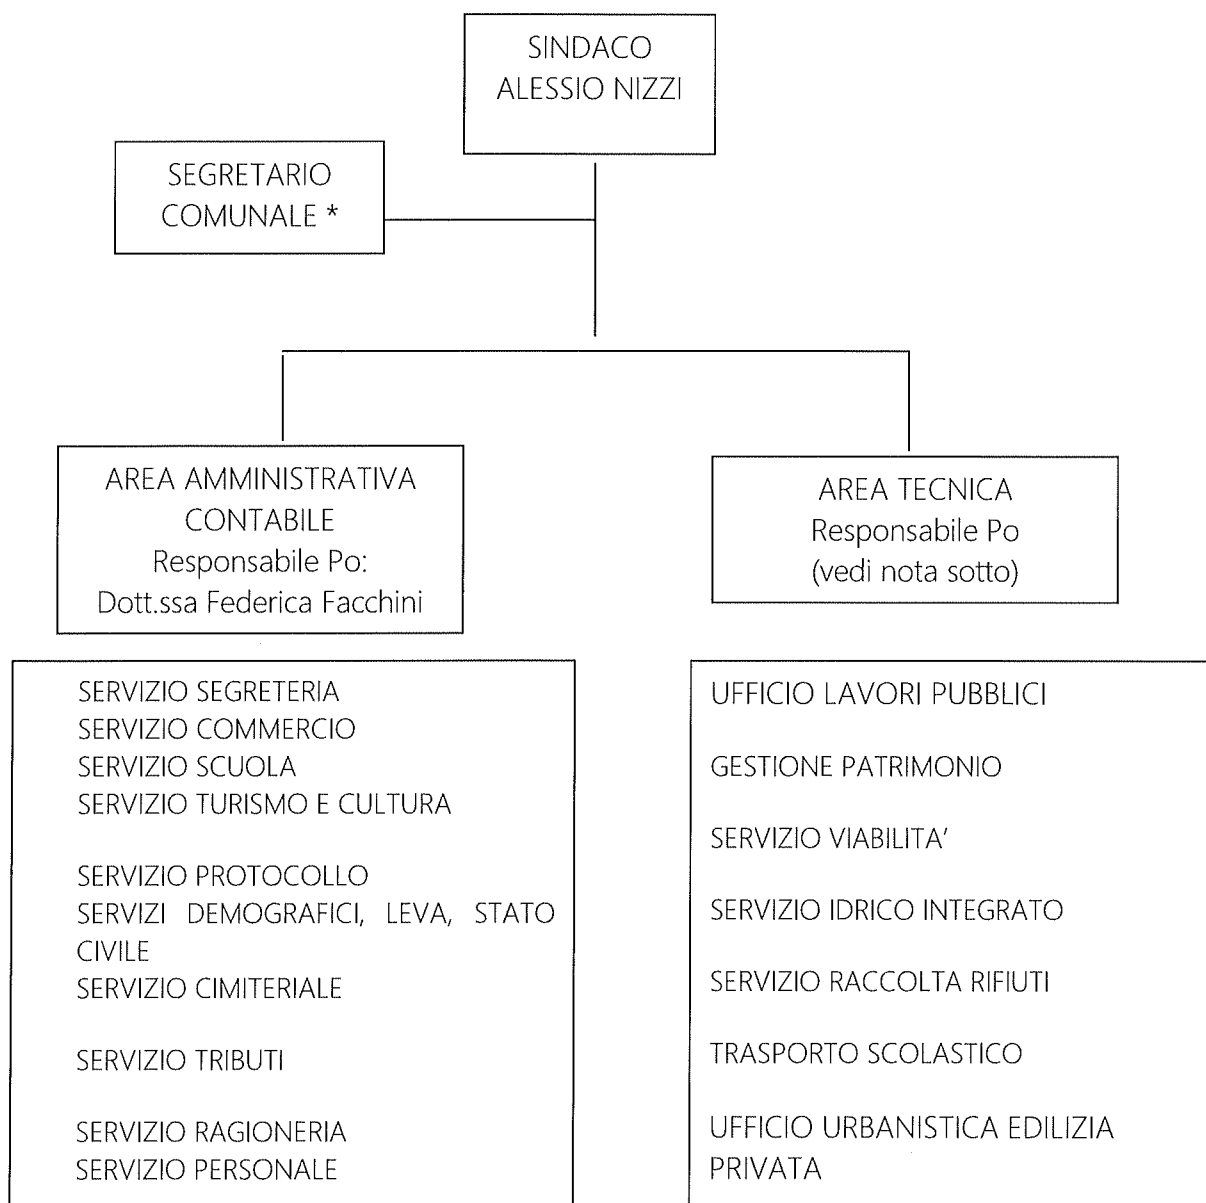 SINDACO
ALESSIO NIZZI
SEGRETARIO
COMUNALE *
AREA AMMINISTRATIVA
CONTABILE
Responsabile Po:
Dott.ssa Federica Facchini
AREA TECNICA
Responsabile Po
(vedi nota sotto)
SERVIZIO SEGRETERIA
SERVIZIO COMMERCIO
SERVIZIO SCUOLA
SERVIZIO TURISMO E CULTURA
SERVIZIO PROTOCOLLO
SERVIZI DEMOGRAFICI, LEVA, STATO
CIVILE
SERVIZIO CIMITERIALE
SERVIZIO TRIBUTI
SERVIZIO RAGIONERIA
SERVIZIO PERSONALE
UFFICIO LAVORI PUBBLICI
GESTIONE PATRIMONIO
SERVIZIO VIABILITA'
SERVIZIO IDRICO INTEGRATO
SERVIZIO RACCOLTA RIFIUTI
TRASPORTO SCOLASTICO
UFFICIO URBANISTICA EDILIZIA
PRIVATA